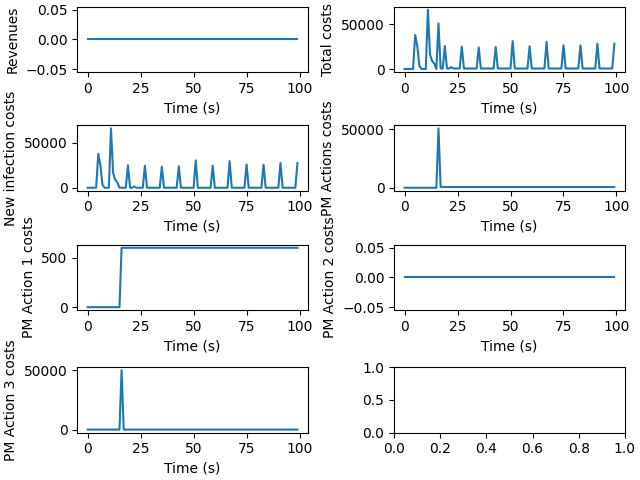 Revenues
0.05
0.00
−0.05
0 25 50 75 100
Time (s)
Total costs
50000
0
0 25 50 75 100
Time (s)
New infection costs
50000
0
0 25 50 75 100
Time (s)
PM Actions costs
50000
0
0 25 50 75 100
Time (s)
PM Action 1 costs
500
0
0 25 50 75 100
Time (s)
PM Action 2 costs
0.05
0.00
−0.05
0 25 50 75 100
Time (s)
PM Action 3 costs
50000
0
0 25 50 75 100
Time (s)
1.0
0.5
0.0
0.0 0.2 0.4 0.6 0.8 1.0